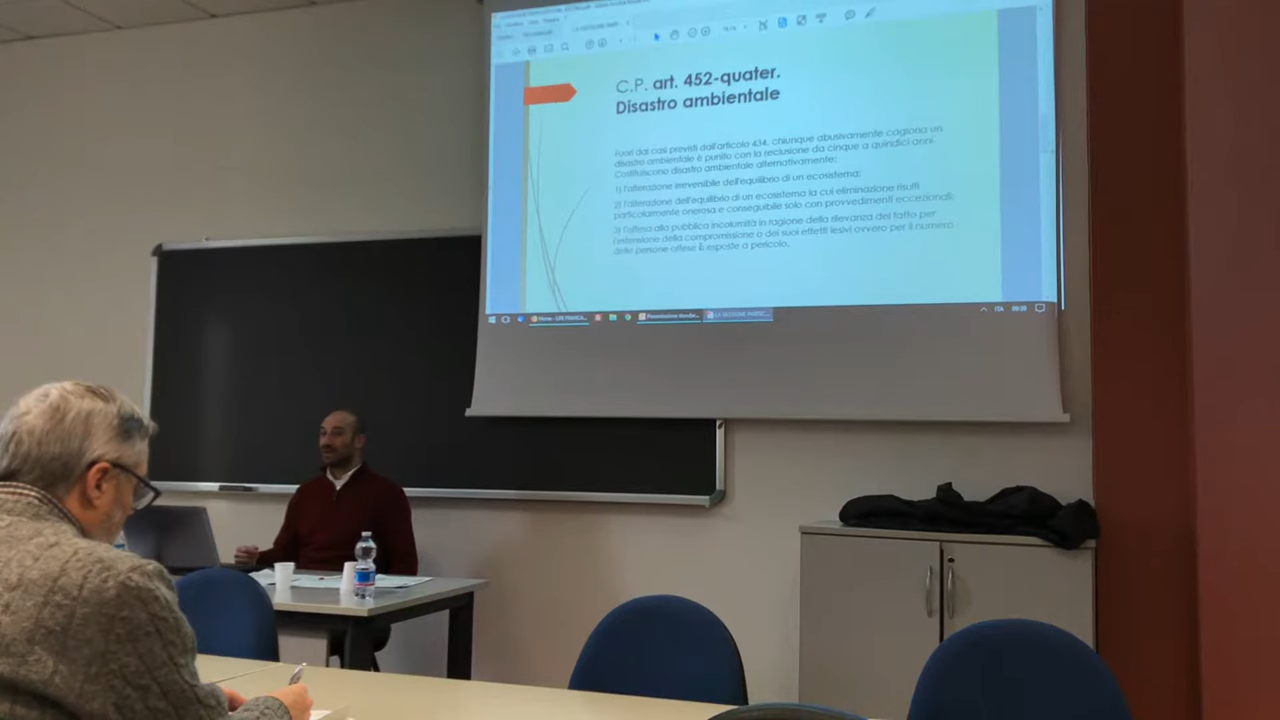 C.P. art. 452-quater.
Disastro ambientale
Fuori dai casi previsti dall'articolo 434, chiunque abusivamente cagiona un
disastro ambientale è punito con la reclusione da cinque a quindici anni.
Costituiscono disastro ambientale alternativamente:
1) l'alterazione irreversibile dell'equilibrio di un ecosistema;
2) l'alterazione dell'equilibrio di un ecosistema la cui eliminazione risulti
particolarmente onerosa e conseguibile solo con provvedimenti eccezionali;
3) l'offesa alla pubblica incolumità in ragione della rilevanza del fatto per
l'estensione della compromissione o dei suoi effetti lesivi ovvero per il numero
delle persone offese o esposte a pericolo.
ITA
09:39